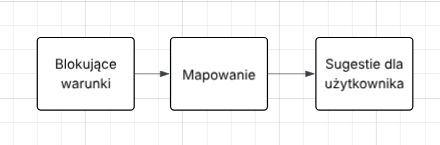 Blokujące
warunki
Mapowanie
Sugestie dla
użytkownika